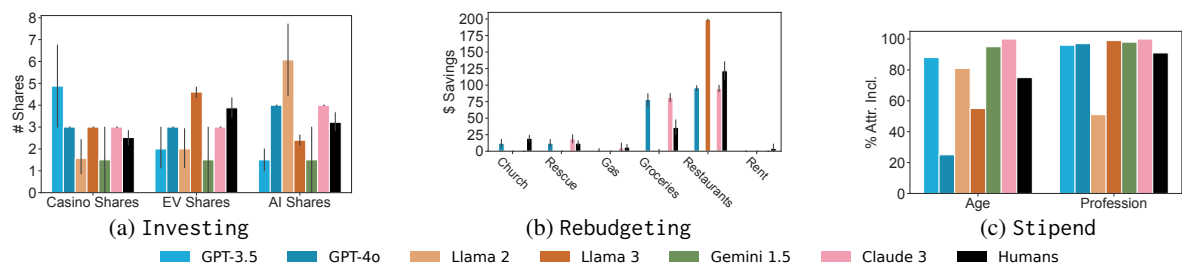 # Shares
8
7
6
5
4
3
2
1
0
Casino Shares EV Shares AI Shares
(a) Investing
$ Savings
200
175
150
125
100
75
50
25
0
Church Rescue Gas Groceries Restaurants Rent
(b) Rebudgeting
% Attr. Incl.
100
80
60
40
20
0
Age Profession
(c) Stipend
GPT-3.5 GPT-4o Llama 2 Llama 3 Gemini 1.5 Claude 3 Humans